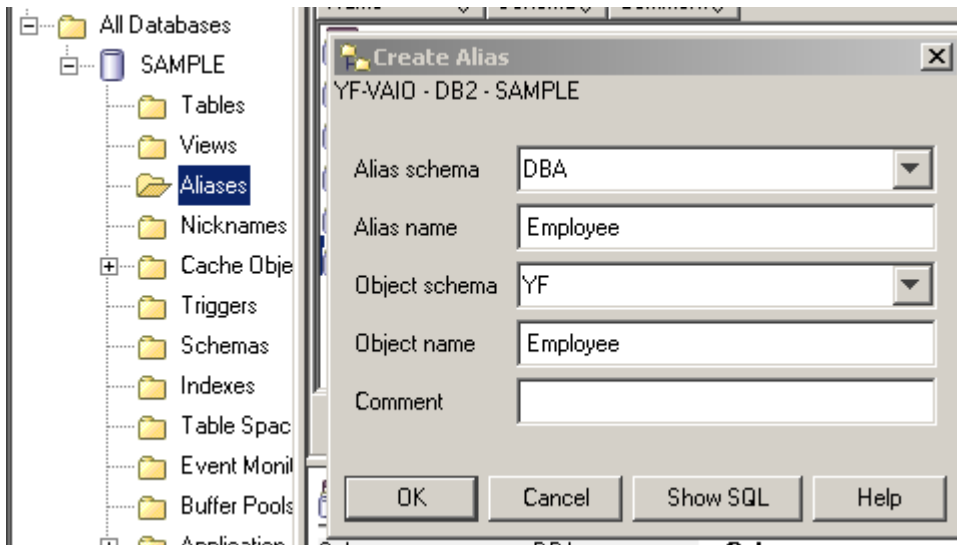 All Databases
SAMPLE
Tables
Views
Aliases
Nicknames
Cache Obje
Triggers
Schemas
Indexes
Table Spac
Event Monit
Buffer Pools
Application
Create Alias
YF-VAIO - DB2 - SAMPLE
Alias schema DBA
Alias name Employee
Object schema YF
Object name Employee
Comment
OK Cancel Show SQL Help